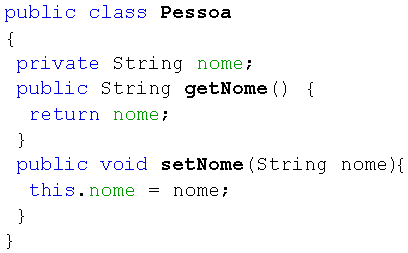 public class Pessoa
{
 private String nome;
 public String getNome() {
  return nome;
 }
 public void setNome(String nome){
  this.nome = nome;
 }
}